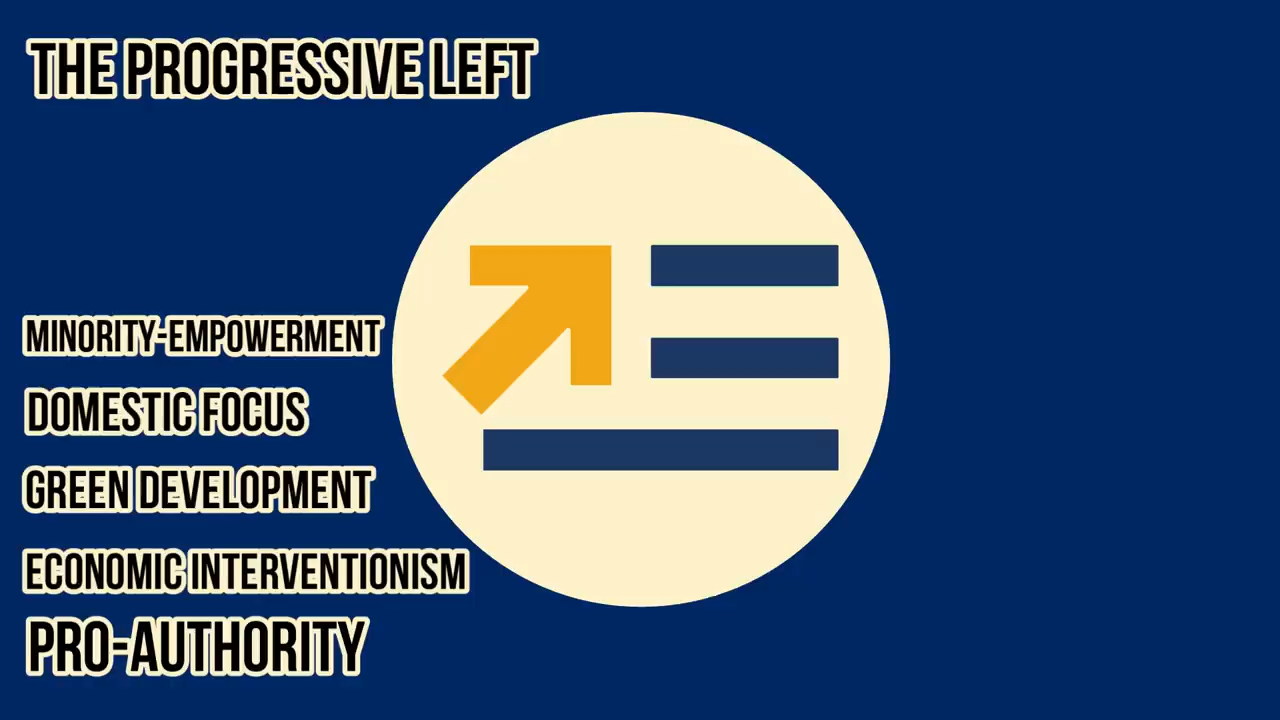 THE PROGRESSIVE LEFT
MINORITY-EMPOWERMENT
DOMESTIC FOCUS
GREEN DEVELOPMENT
ECONOMIC INTERVENTIONISM
PRO-AUTHORITY